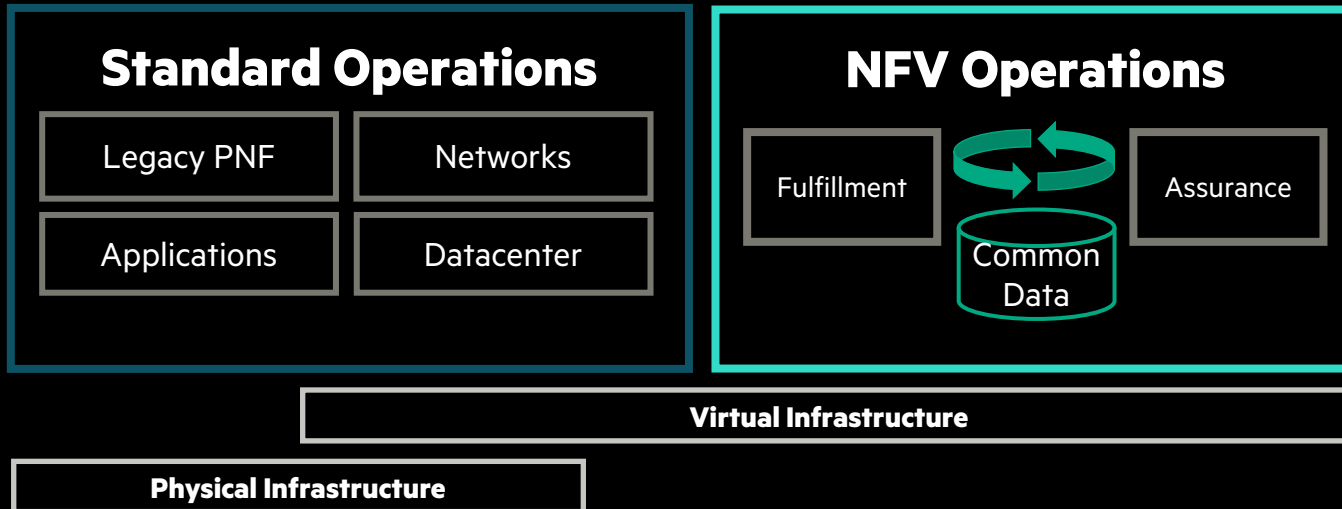 Standard Operations
Legacy PNF
Networks
Applications
Datacenter
NFV Operations
Fulfillment
Assurance
Common
Data
Virtual Infrastructure
Physical Infrastructure